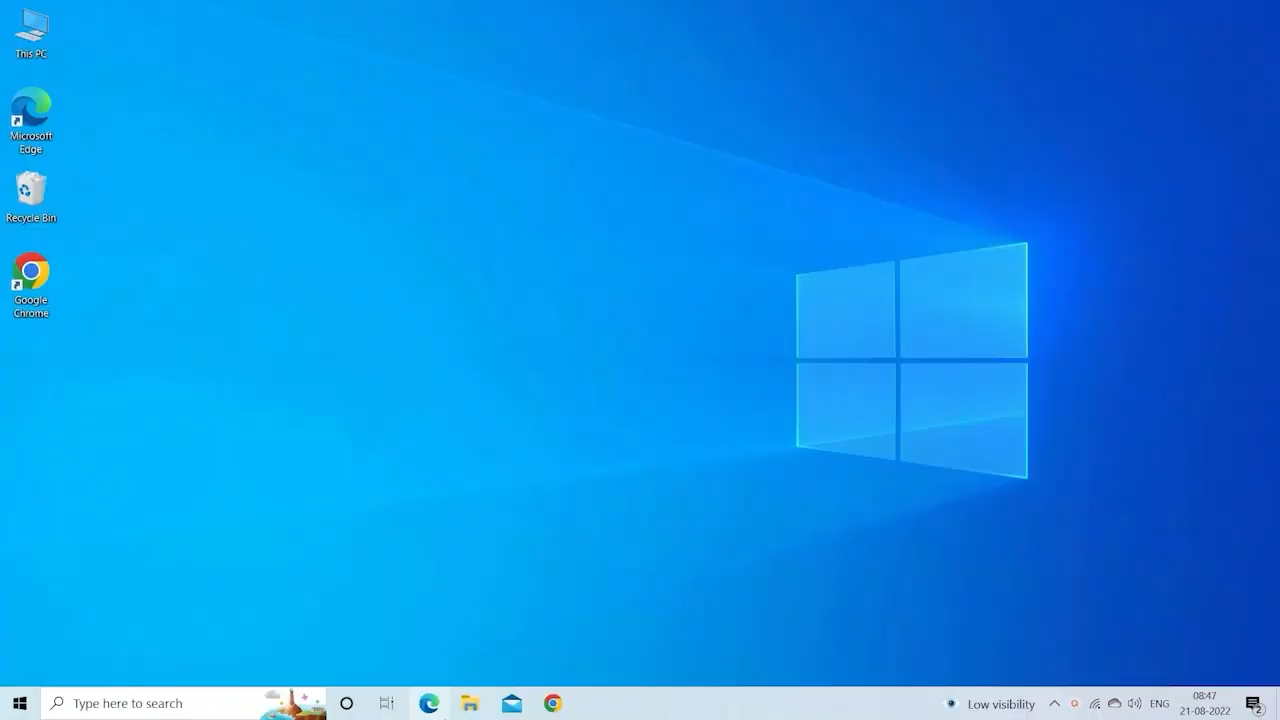 This PC
Microsoft
Edge
Recycle Bin
Google
Chrome
Type here to search
Low visibility
ENG
08:47
21-08-2022
2